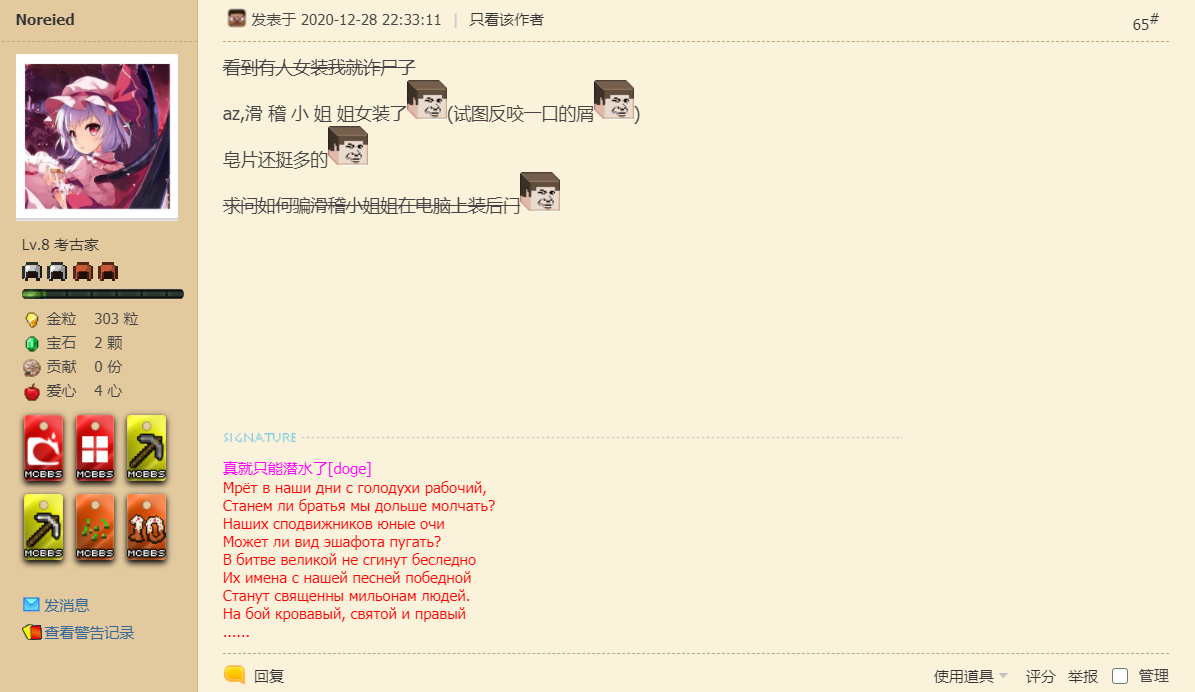 Noreied
发表于 2020-12-28 22:33:11 | 只看该作者
65#
看到有人女装我就诈尸了
az,滑 稽 小 姐 姐女装了(试图反咬一口的屑)
皂片还挺多的
求问如何骗滑稽小姐姐在电脑上装后门
Lv.8 考古家
金粒 303 粒
宝石 2 颗
贡献 0 份
爱心 4 心
MCBBS MCBBS MCBBS
MCBBS MCBBS 10 MCBBS
发消息
查看警告记录
SIGNATURE
真就只能潜水了[doge]
Мрёт в наши дни с голодухи рабочий,
Станем ли братья мы дольше молчать?
Наших сподвижников юные очи
Может ли вид эшафота пугать?
В битве великой не сгинут бесследно
Их имена с нашей песней победной
Станут священны мильонам людей.
На бой кровавый, святой и правый
......
回复
使用道具 评分 举报 管理